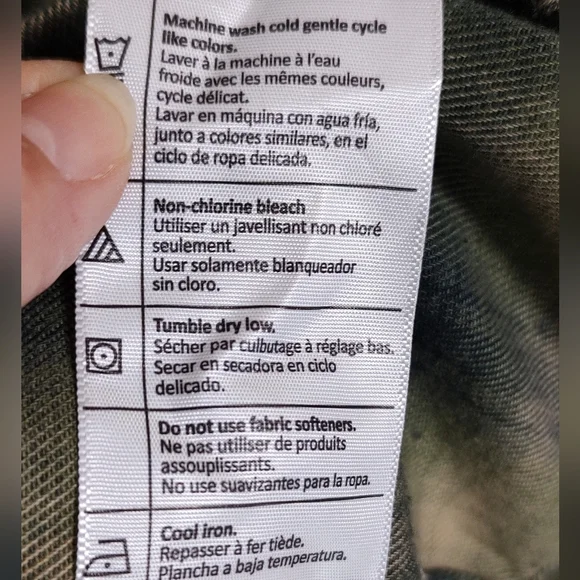 Machine wash cold gentle cycle
like colors.
Laver à la machine à l'eau
froide avec les mêmes couleurs,
cycle délicat.
Lavar en máquina con agua fría,
junto a colores similares, en el
ciclo de ropa delicada.
Non-chlorine bleach
Utiliser un javellisant non chloré
seulement.
Usar solamente blanqueador
sin cloro.
Tumble dry low.
Sécher par culbutage à réglage bas.
Secar en secadora en ciclo
delicado.
Do not use fabric softeners.
Ne pas utiliser de produits
assouplissants.
No use suavizantes para la ropa.
Cool iron.
Repasser à fer tiède.
Plancha a baja temperatura.